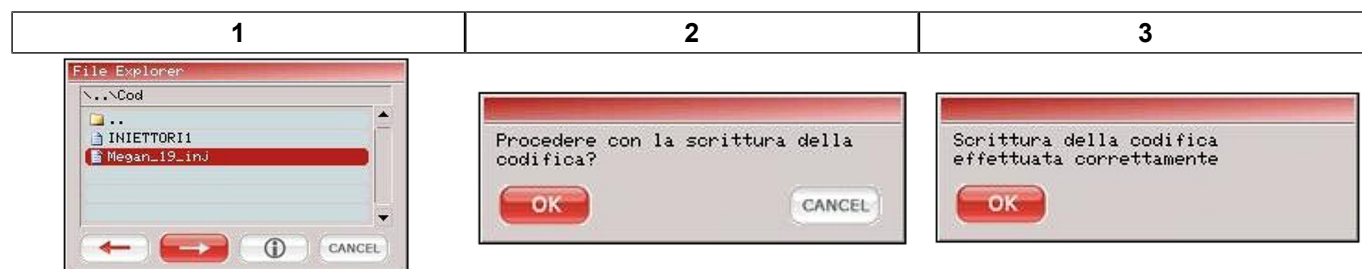 1
2
3
File Explorer
\..\Cod
..
INIETTORI1
Megan_19_inJ
CANCEL
Procedere con la scrittura della
codifica?
OK
CANCEL
Scrittura della codifica
effettuata correttamente
OK